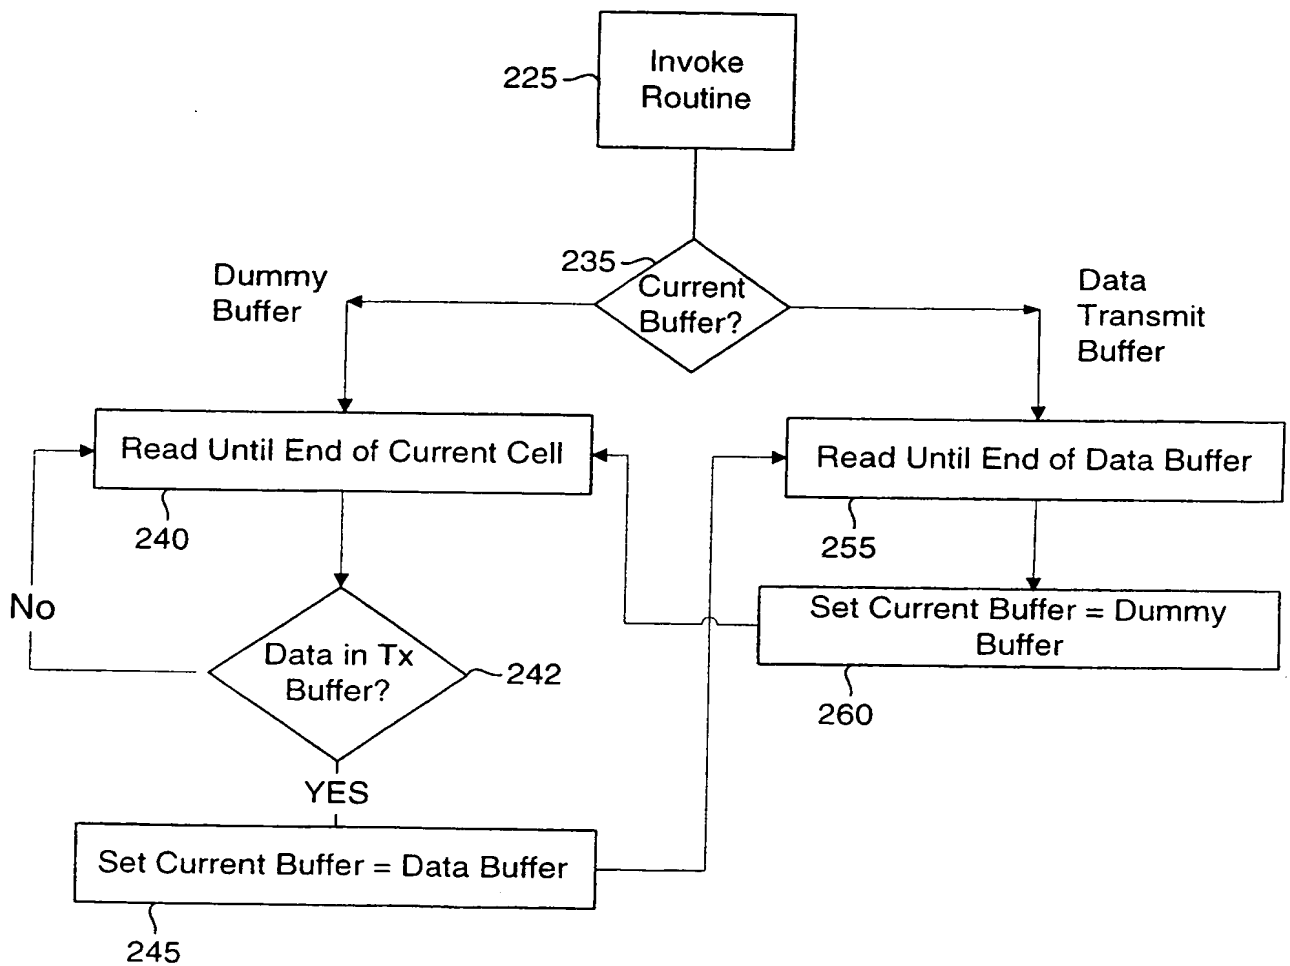 Invoke
Routine
225
235
Current
Buffer?
Dummy
Buffer
Data
Transmit
Buffer
Read Until End of Current Cell
240
Read Until End of Data Buffer
255
No
Data in Tx
Buffer?
242
Set Current Buffer = Dummy
Buffer
260
YES
Set Current Buffer = Data Buffer
245